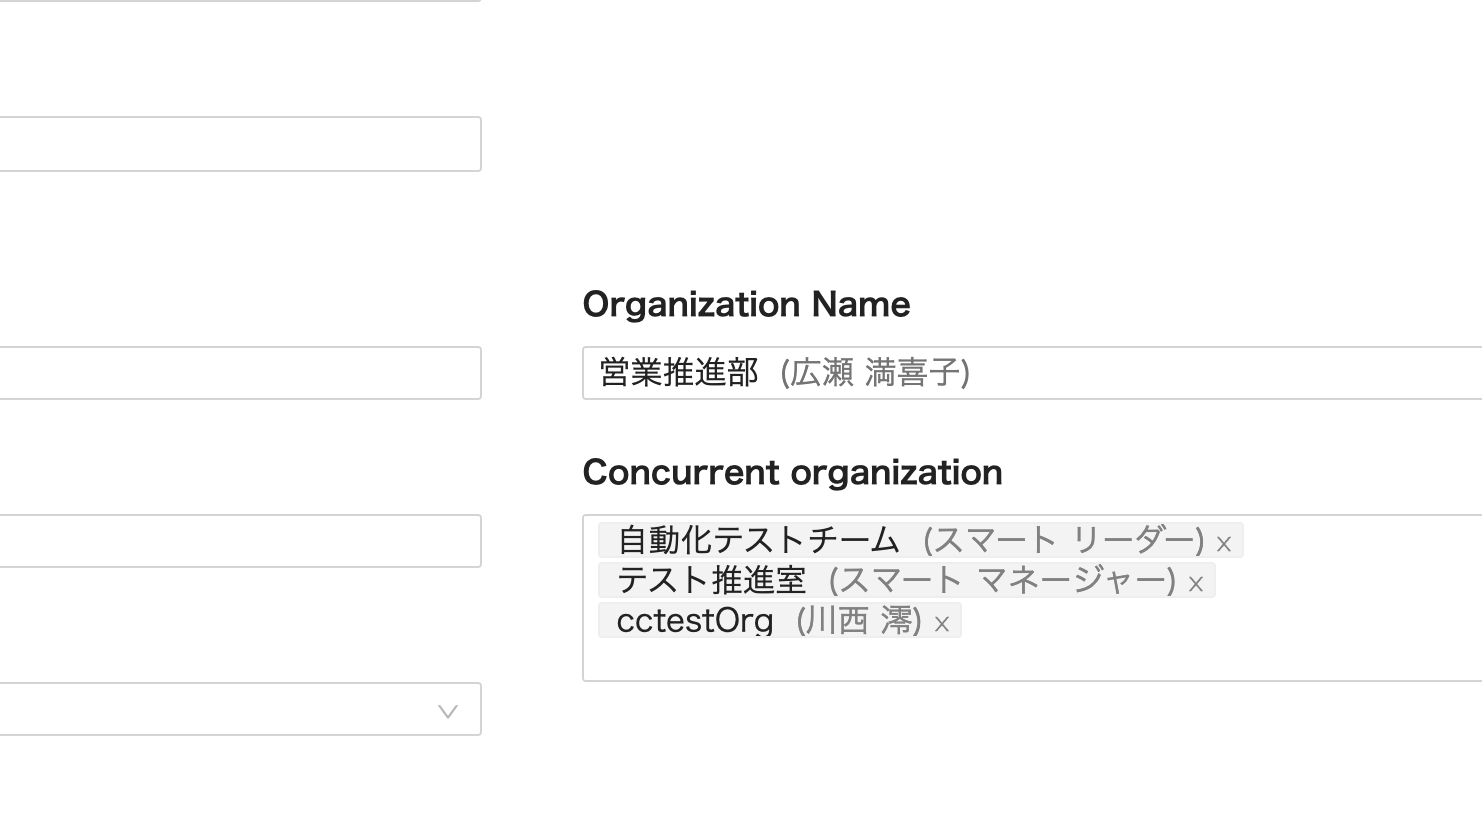 Organization Name
営業推進部 (広瀬 満喜子)
Concurrent organization
自動化テストチーム (スマート リーダー) x
テスト推進室 (スマート マネージャー) x
cctestOrg (川西 澪) x